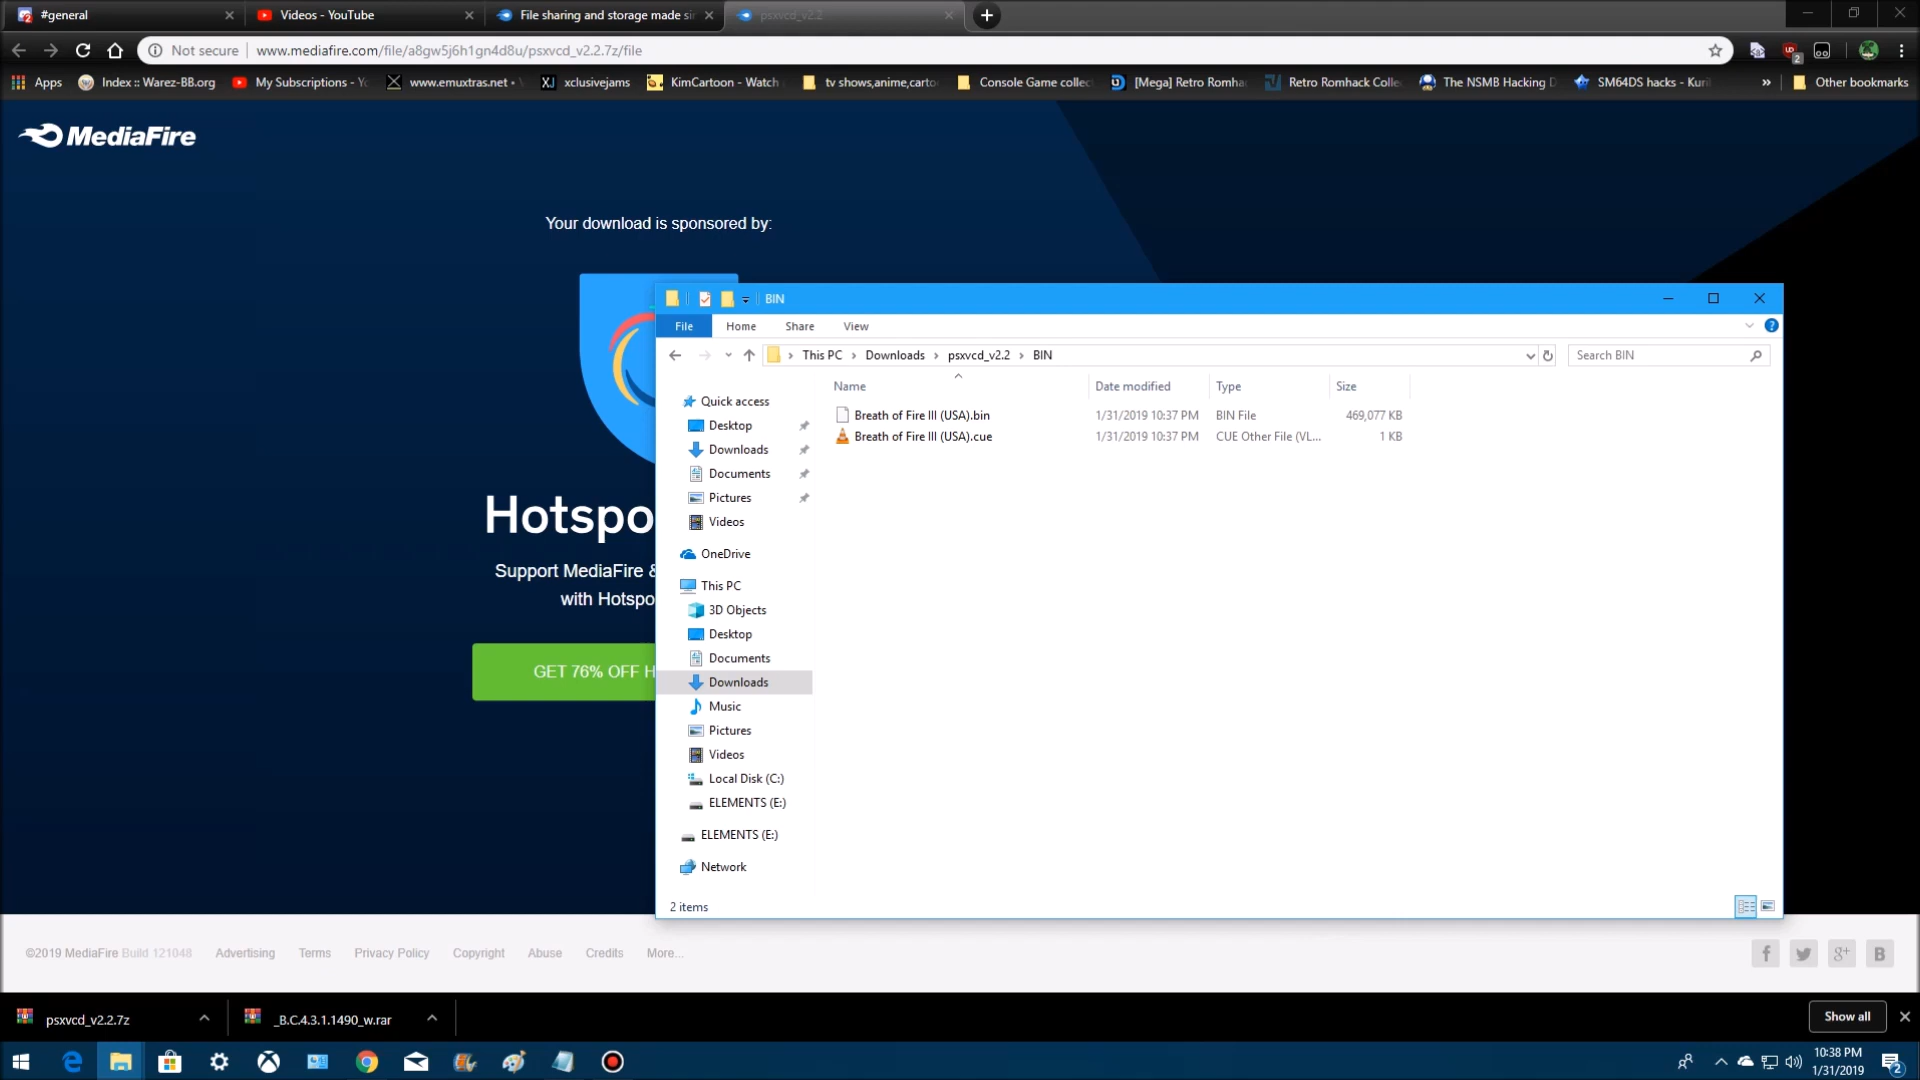 #general
Videos - YouTube
File sharing and storage made sim
psxvcd_v2.2
Not secure
www.mediafire.com/file/a8gw5j6h1gn4d8u/psxvcd_v2.2.7z/file
Apps
Index :: Warez-BB.org
My Subscriptions - Yo
www.emuxtras.net •
xclusivejams
KimCartoon - Watch
tv shows,anime,carto
Console Game collec
[Mega] Retro Romha
Retro Romhack Colle
The NSMB Hacking D
SM64DS hacks - Kuri
»
Other bookmarks
MediaFire
Your download is sponsored by:
Hotspo
Support MediaFire &
with Hotspo
GET 76% OFF H
BIN
File
Home
Share
View
This PC
Downloads
psxvcd_v2.2
BIN
Search BIN
Name
Date modified
Type
Size
Breath of Fire III (USA).bin
1/31/2019 10:37 PM
BIN File
469,077 KB
Breath of Fire III (USA).cue
1/31/2019 10:37 PM
CUE Other File (VL...
1 KB
Quick access
Desktop
Downloads
Documents
Pictures
Videos
OneDrive
This PC
3D Objects
Desktop
Documents
Downloads
Music
Pictures
Videos
Local Disk (C:)
ELEMENTS (E:)
ELEMENTS (E:)
Network
2 items
©2019 MediaFire Build 121048
Advertising
Terms
Privacy Policy
Copyright
Abuse
Credits
More...
psxvcd_v2.2.7z
_B.C.4.3.1.1490_w.rar
Show all
10:38 PM
1/31/2019
2